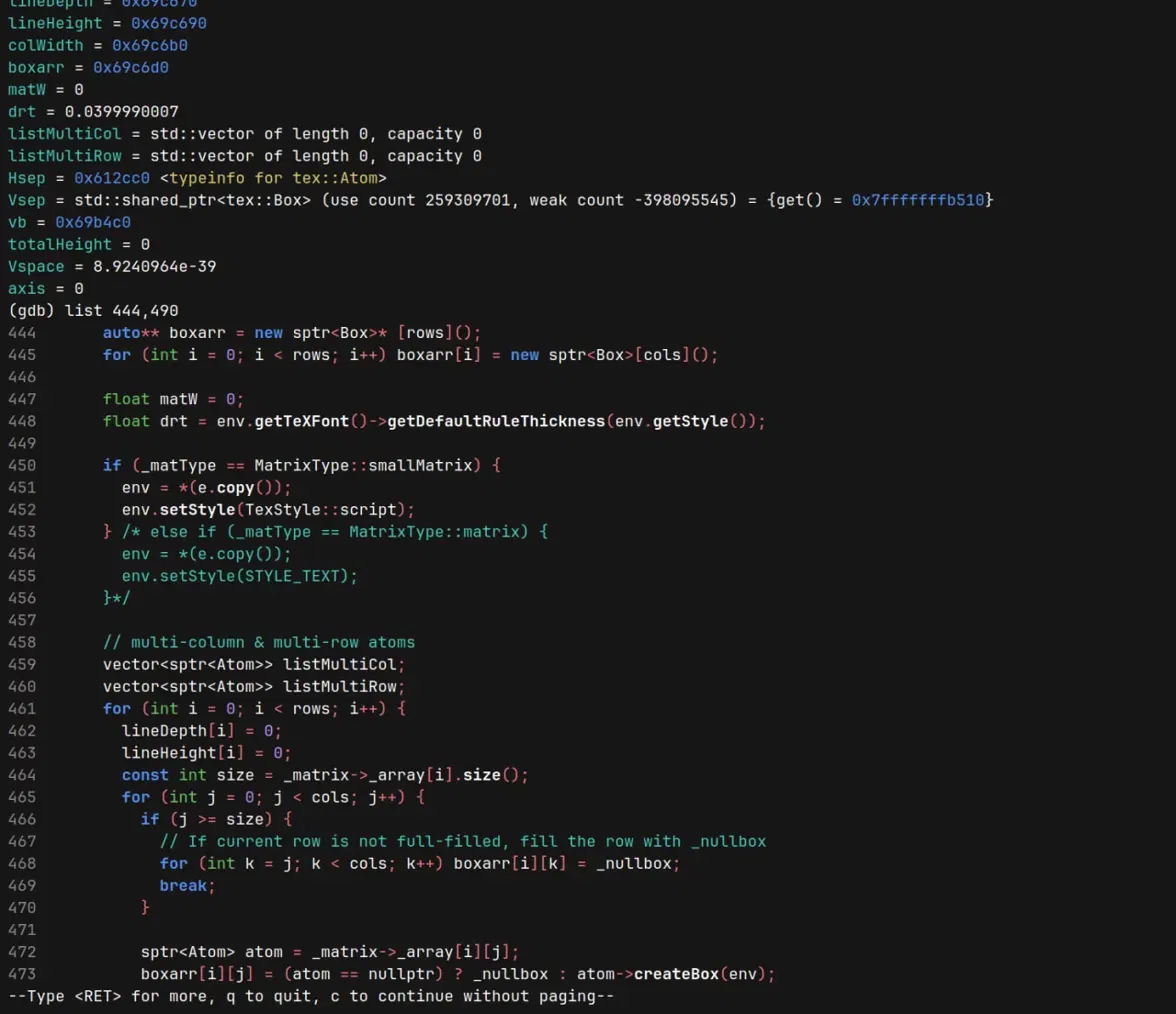 lineDepth = 0x69c670
lineHeight = 0x69c690
colWidth = 0x69c6b0
boxarr = 0x69c6d0
matW = 0
drt = 0.0399990007
listMultiCol = std::vector of length 0, capacity 0
listMultiRow = std::vector of length 0, capacity 0
Hsep = 0x612cc0 <typeinfo for tex::Atom>
Vsep = std::shared_ptr<tex::Box> (use count 259309701, weak count -398095545) = {get() = 0x7fffffffb510}
vb = 0x69b4c0
totalHeight = 0
Vspace = 8.9240964e-39
axis = 0
(gdb) list 444,490
444       auto** boxarr = new sptr<Box>* [rows]();
445       for (int i = 0; i < rows; i++) boxarr[i] = new sptr<Box>[cols]();
446
447       float matW = 0;
448       float drt = env.getTeXFont()->getDefaultRuleThickness(env.getStyle());
449
450       if (_matType == MatrixType::smallMatrix) {
451         env = *(e.copy());
452         env.setStyle(TexStyle::script);
453       } /* else if (_matType == MatrixType::matrix) {
454         env = *(e.copy());
455         env.setStyle(STYLE_TEXT);
456       }*/
457
458       // multi-column & multi-row atoms
459       vector<sptr<Atom>> listMultiCol;
460       vector<sptr<Atom>> listMultiRow;
461       for (int i = 0; i < rows; i++) {
462         lineDepth[i] = 0;
463         lineHeight[i] = 0;
464         const int size = _matrix->_array[i].size();
465         for (int j = 0; j < cols; j++) {
466           if (j >= size) {
467             // If current row is not full-filled, fill the row with _nullbox
468             for (int k = j; k < cols; k++) boxarr[i][k] = _nullbox;
469             break;
470           }
471
472           sptr<Atom> atom = _matrix->_array[i][j];
473           boxarr[i][j] = (atom == nullptr) ? _nullbox : atom->createBox(env);
--Type <RET> for more, q to quit, c to continue without paging--